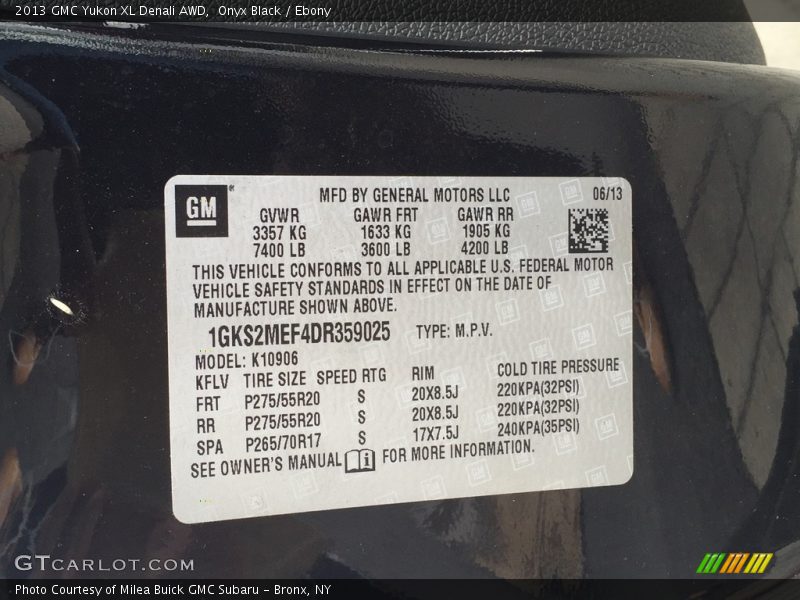 2013 GMC Yukon XL Denali AWD, Onyx Black / Ebony
GM
MFD BY GENERAL MOTORS LLC 06/13
GVWR GAWR FRT GAWR RR
3357 KG 1633 KG 1905 KG
7400 LB 3600 LB 4200 LB
THIS VEHICLE CONFORMS TO ALL APPLICABLE U.S. FEDERAL MOTOR
VEHICLE SAFETY STANDARDS IN EFFECT ON THE DATE OF
MANUFACTURE SHOWN ABOVE.
1GKS2MEF4DR359025 TYPE: M.P.V.
MODEL: K10906
KFLV TIRE SIZE SPEED RTG RIM COLD TIRE PRESSURE
FRT P275/55R20 S 20X8.5J 220KPA(32PSI)
RR P275/55R20 S 20X8.5J 220KPA(32PSI)
SPA P265/70R17 S 17X7.5J 240KPA(35PSI)
SEE OWNER'S MANUAL FOR MORE INFORMATION.
GTCARLOT.COM
Photo Courtesy of Milea Buick GMC Subaru - Bronx, NY